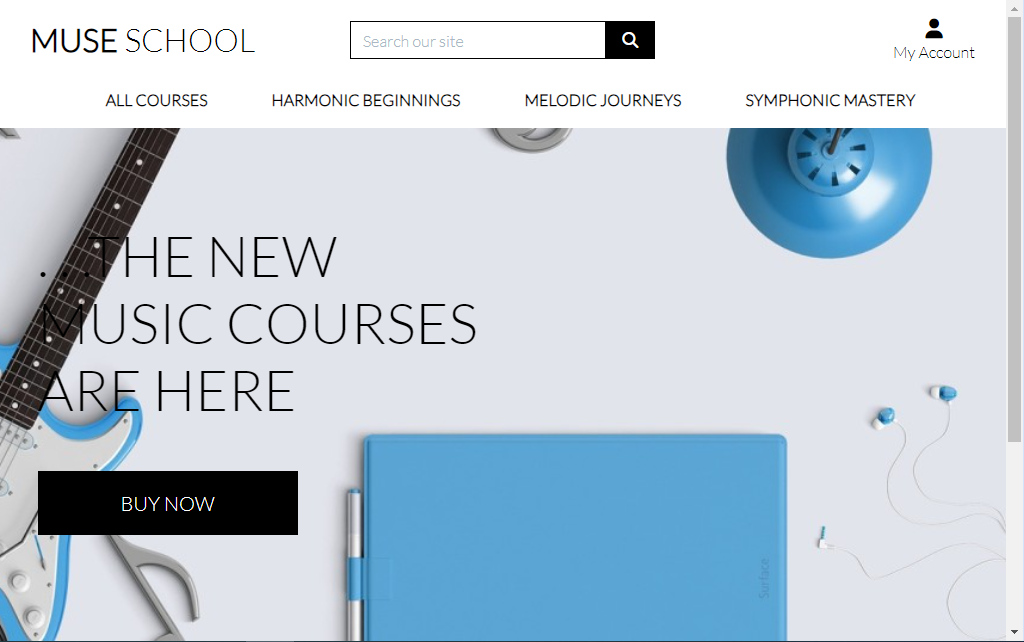 MUSE SCHOOL
Search our site
My Account
ALL COURSES HARMONIC BEGINNINGS MELODIC JOURNEYS SYMPHONIC MASTERY
...THE NEW
MUSIC COURSES
ARE HERE
BUY NOW
Surface